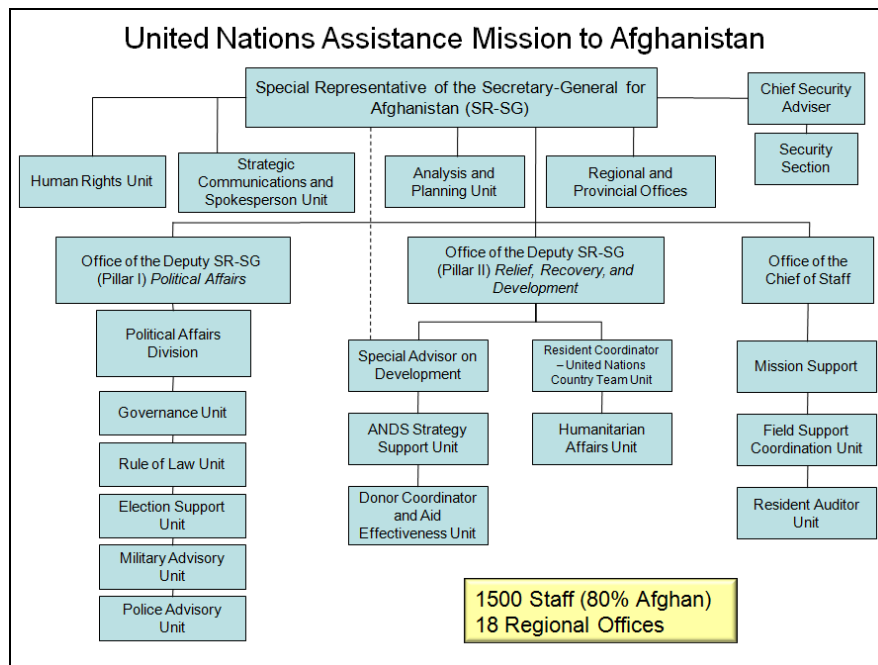 United Nations Assistance Mission to Afghanistan
Special Representative of the Secretary-General for
Afghanistan (SR-SG)
Chief Security
Adviser
Security
Section
Human Rights Unit
Strategic
Communications and
Spokesperson Unit
Analysis and
Planning Unit
Regional and
Provincial Offices
Office of the Deputy SR-SG
(Pillar I) Political Affairs
Office of the Deputy SR-SG
(Pillar II) Relief, Recovery, and
Development
Office of the
Chief of Staff
Political Affairs
Division
Governance Unit
Rule of Law Unit
Election Support
Unit
Military Advisory
Unit
Police Advisory
Unit
Special Advisor on
Development
ANDS Strategy
Support Unit
Donor Coordinator
and Aid
Effectiveness Unit
Resident Coordinator
– United Nations
Country Team Unit
Humanitarian
Affairs Unit
Mission Support
Field Support
Coordination Unit
Resident Auditor
Unit
1500 Staff (80% Afghan)
18 Regional Offices